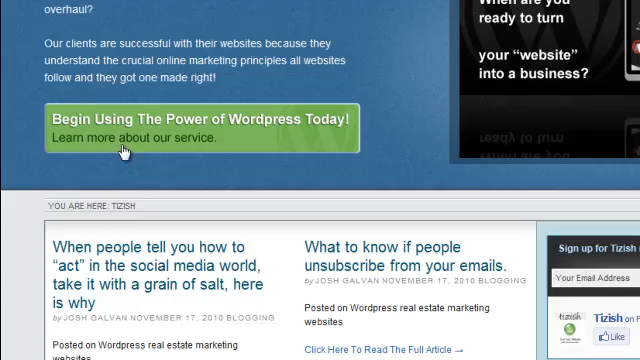 overhaul?
Our clients are successful with their websites because they
understand the crucial online marketing principles all websites
follow and they got one made right!
Begin Using The Power of Wordpress Today!
Learn more about our service.
When are you
ready to turn
your “website”
into a business?
YOU ARE HERE: TIZISH
When people tell you how to
“act” in the social media world,
take it with a grain of salt, here
is why
by JOSH GALVAN NOVEMBER 17, 2010 BLOGGING
Posted on Wordpress real estate marketing
What to know if people
unsubscribe from your emails.
by JOSH GALVAN NOVEMBER 17, 2010 BLOGGING
Posted on Wordpress real estate marketing
websites
Click Here To Read The Full Article →
Sign up for Tizish
Your Email Address
tizish
Tizish on F
Like